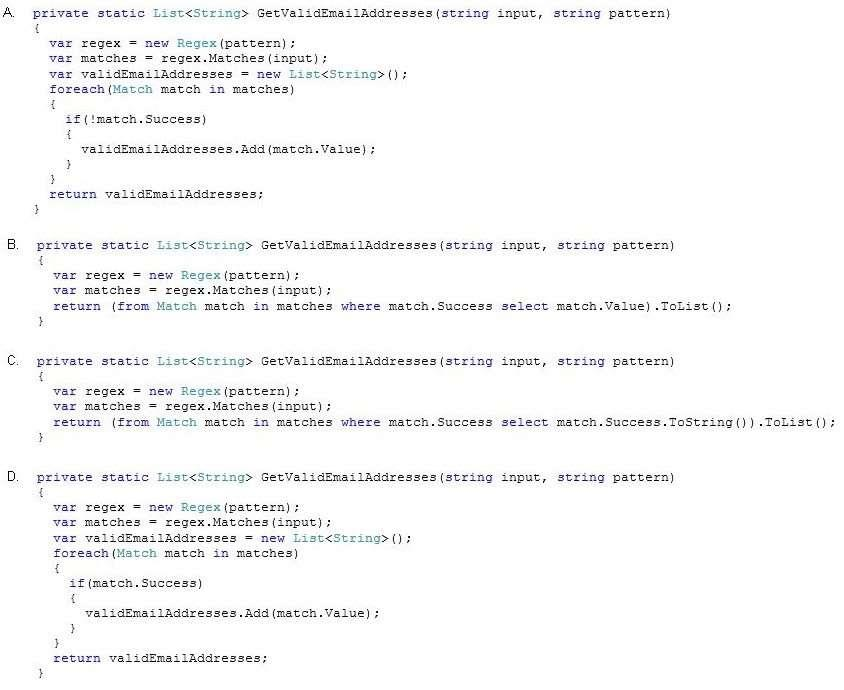 A. private static List<String> GetValidEmailAddresses(string input, string pattern)
{
var regex = new Regex(pattern);
var matches = regex.Matches(input);
var validEmailAddresses = new List<String>();
foreach(Match match in matches)
{
if(!match.Success)
{
validEmailAddresses.Add(match.Value);
}
}
return validEmailAddresses;
}
B. private static List<String> GetValidEmailAddresses(string input, string pattern)
{
var regex = new Regex(pattern);
var matches = regex.Matches(input);
return (from Match match in matches where match.Success select match.Value).ToList();
}
C. private static List<String> GetValidEmailAddresses(string input, string pattern)
{
var regex = new Regex(pattern);
var matches = regex.Matches(input);
return (from Match match in matches where match.Success select match.Success.ToString()).ToList();
}
D. private static List<String> GetValidEmailAddresses(string input, string pattern)
{
var regex = new Regex(pattern);
var matches = regex.Matches(input);
var validEmailAddresses = new List<String>();
foreach(Match match in matches)
{
if(match.Success)
{
validEmailAddresses.Add(match.Value);
}
}
return validEmailAddresses;
}